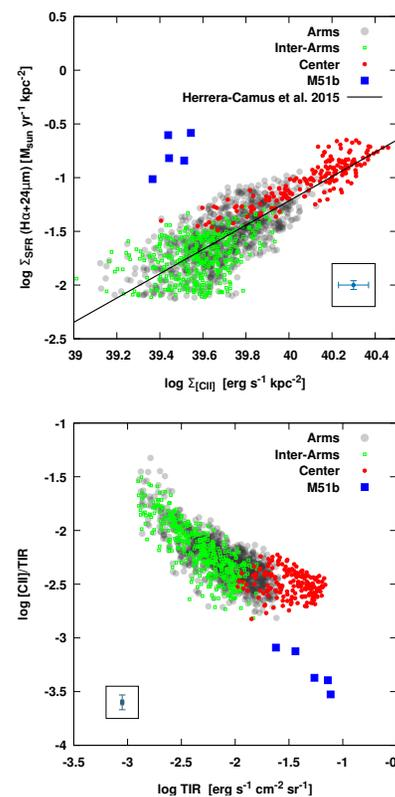 Arms
Inter-Arms
Center
M51b
Herrera-Camus et al. 2015
log Σ_SFR (Hα+24μm) [M_sun yr⁻¹ kpc⁻²]
0.5
0
-0.5
-1
-1.5
-2
-2.5
39 39.2 39.4 39.6 39.8 40 40.2 40.4
log Σ_[CII] [erg s⁻¹ kpc⁻²]
Arms
Inter-Arms
Center
M51b
log [CII]/TIR
-1
-1.5
-2
-2.5
-3
-3.5
-4
-3.5 -3 -2.5 -2 -1.5 -1 -0
log TIR [erg s⁻¹ cm⁻² sr⁻¹]